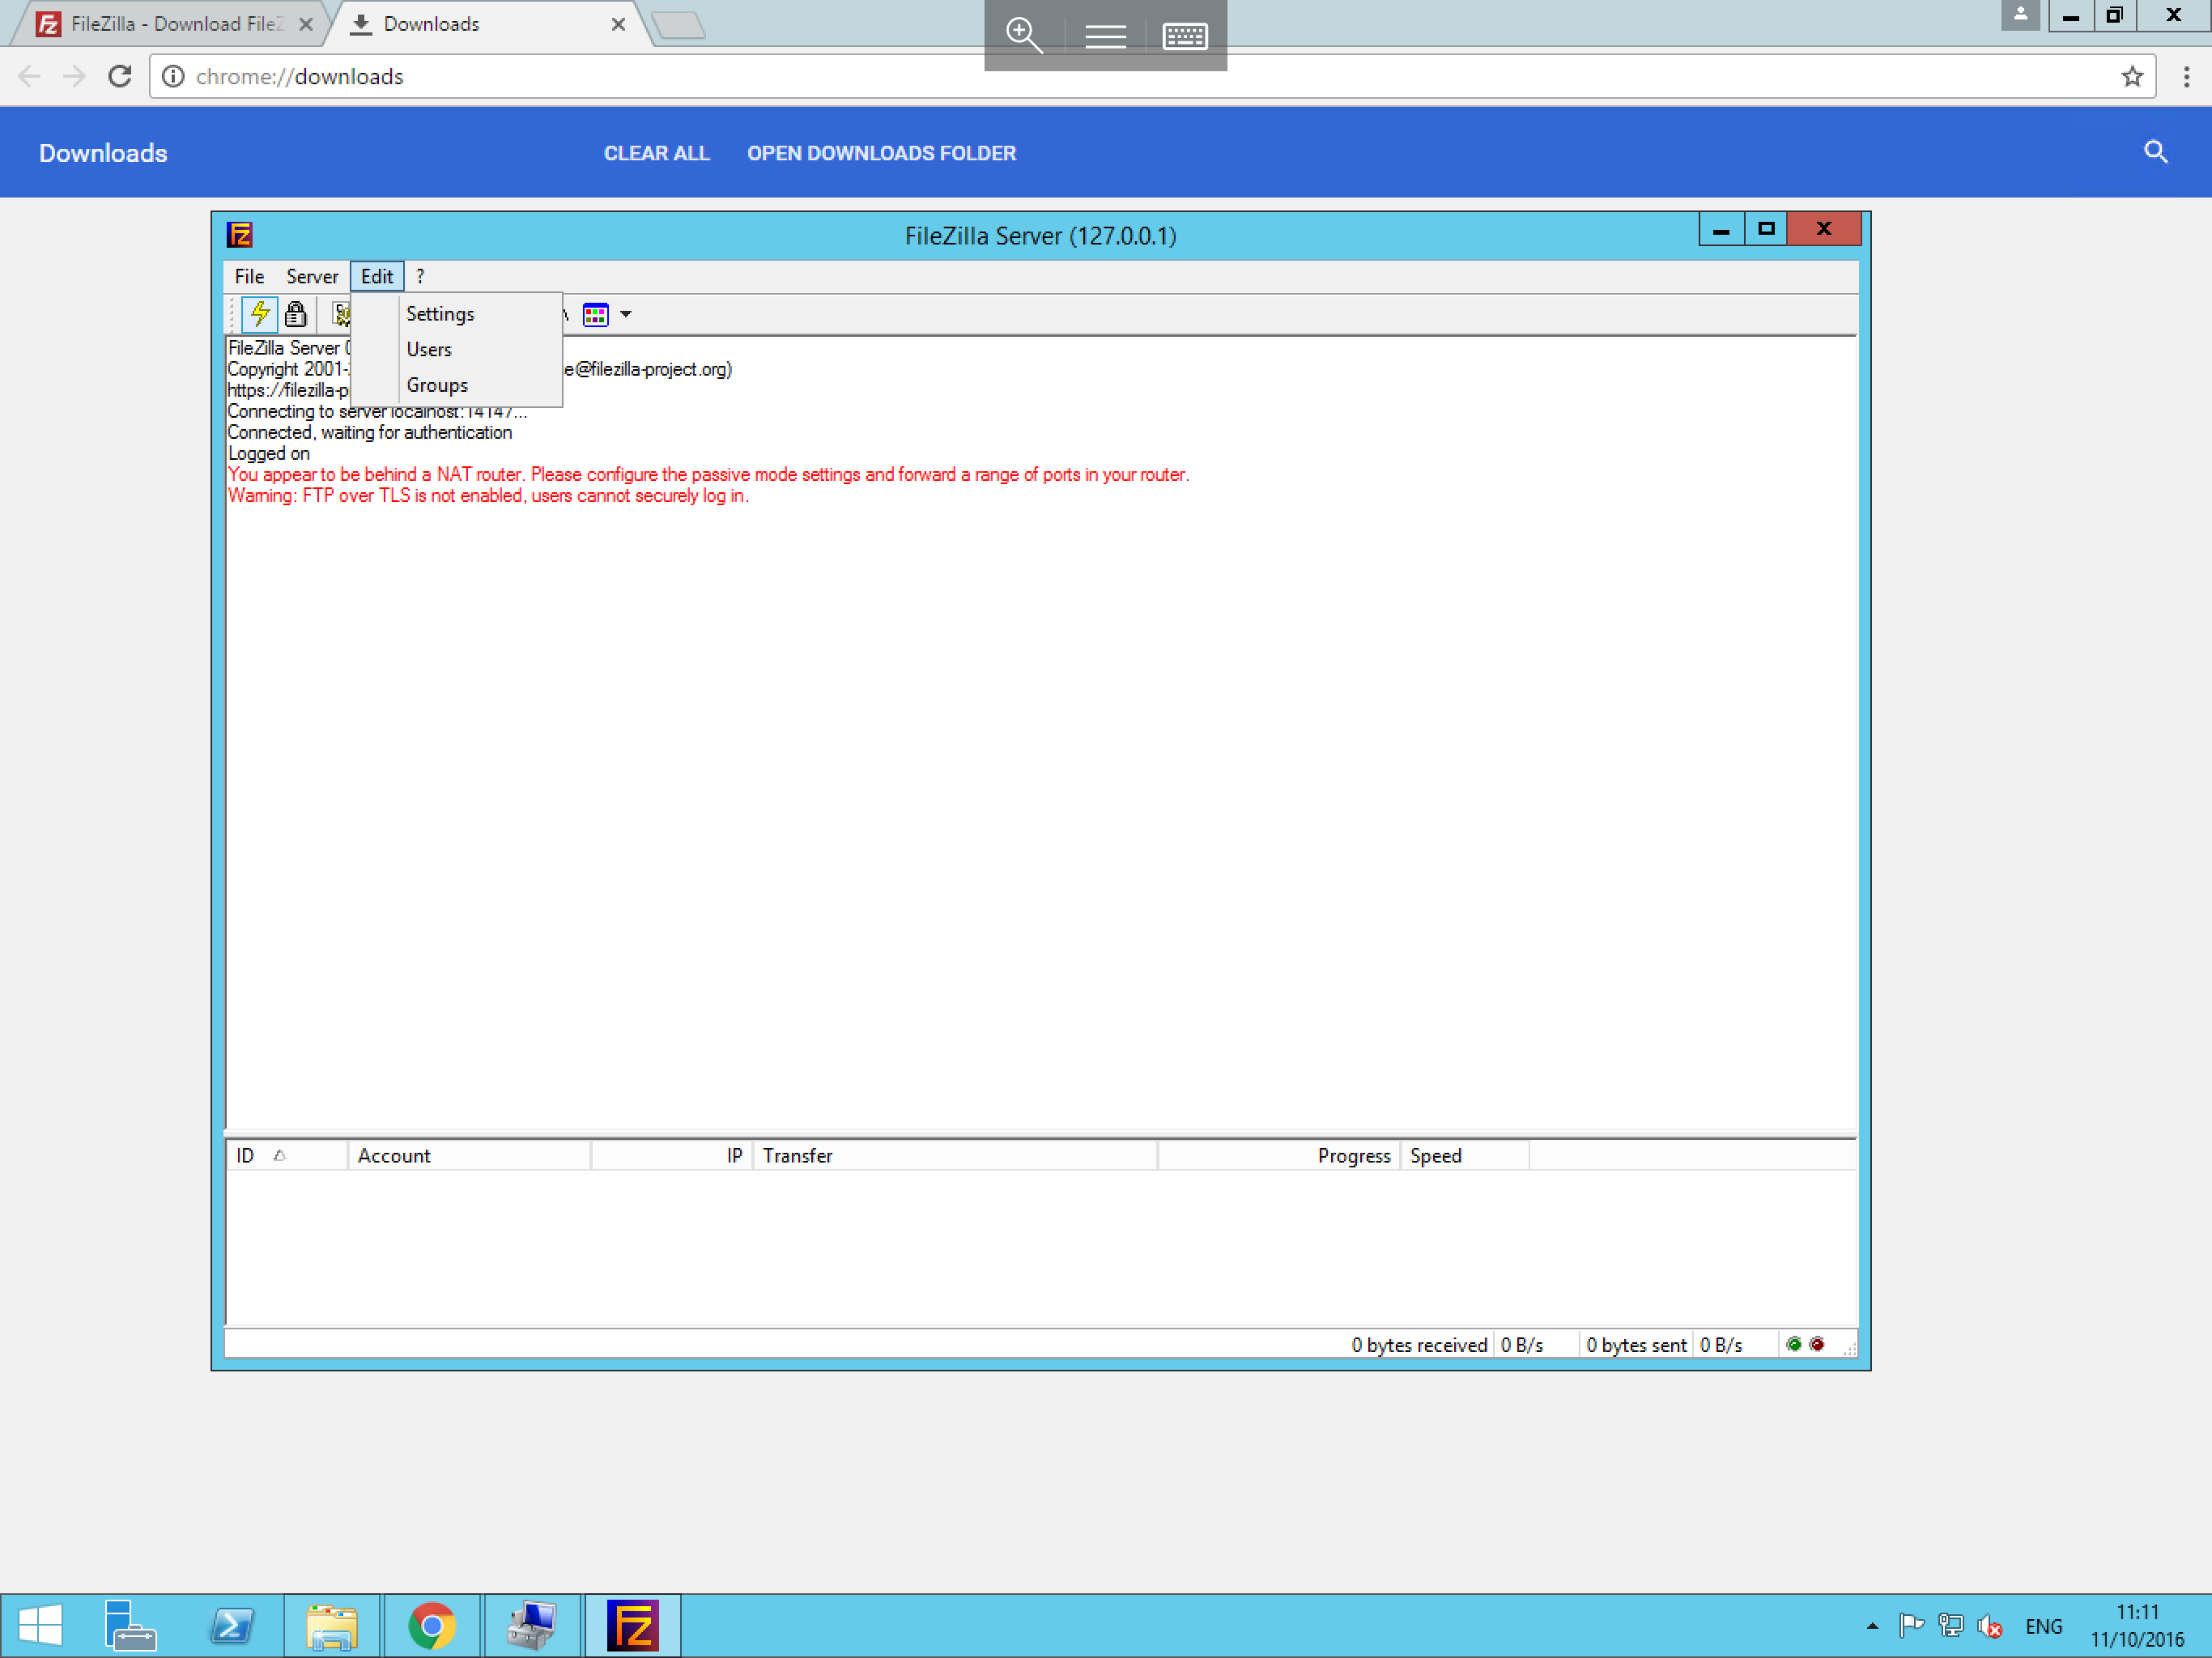 FileZilla - Download FileZ
Downloads
chrome://downloads
Downloads
CLEAR ALL
OPEN DOWNLOADS FOLDER
FileZilla Server (127.0.0.1)
File Server Edit ?
Settings
Users
Groups
FileZilla Server
Copyright 2001- e@filezilla-project.org)
https://filezilla-p
Connecting to server localhost:14147...
Connected, waiting for authentication
Logged on
You appear to be behind a NAT router. Please configure the passive mode settings and forward a range of ports in your router.
Warning: FTP over TLS is not enabled, users cannot securely log in.
ID Account IP Transfer Progress Speed
0 bytes received 0 B/s 0 bytes sent 0 B/s
ENG
11:11
11/10/2016